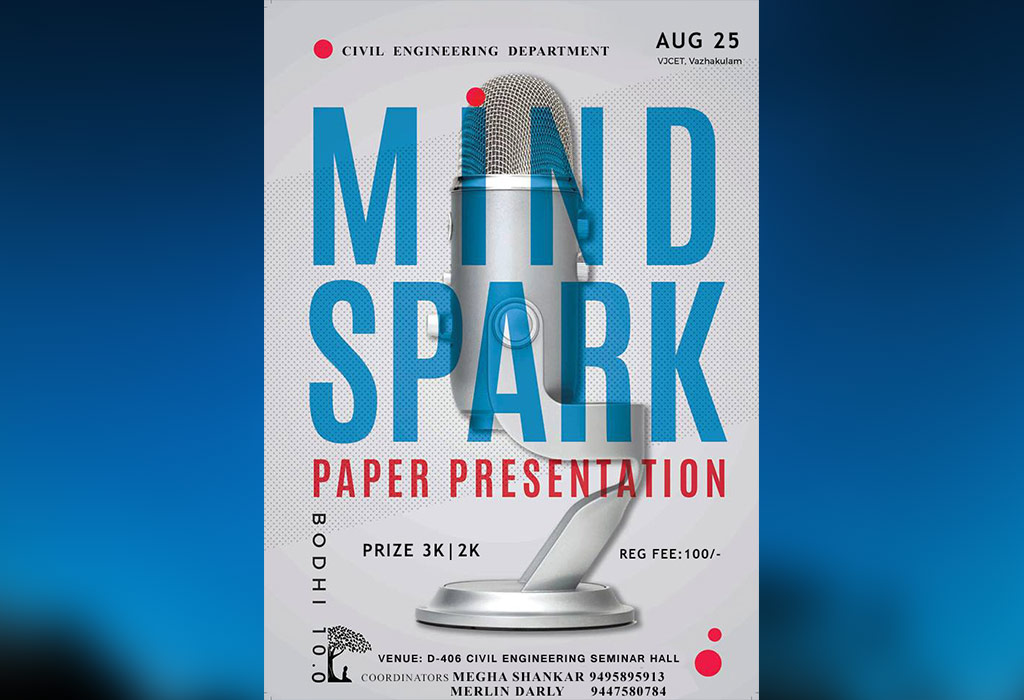 CIVIL ENGINEERING DEPARTMENT
AUG 25
VJCET, Vazhakulam
MIND
SPARK
PAPER PRESENTATION
BODHI 10.0
PRIZE 3K|2K
REG FEE:100/-
VENUE: D-406 CIVIL ENGINEERING SEMINAR HALL
COORDINATORS MEGHA SHANKAR 9495895913
MERLIN DARLY 9447580784